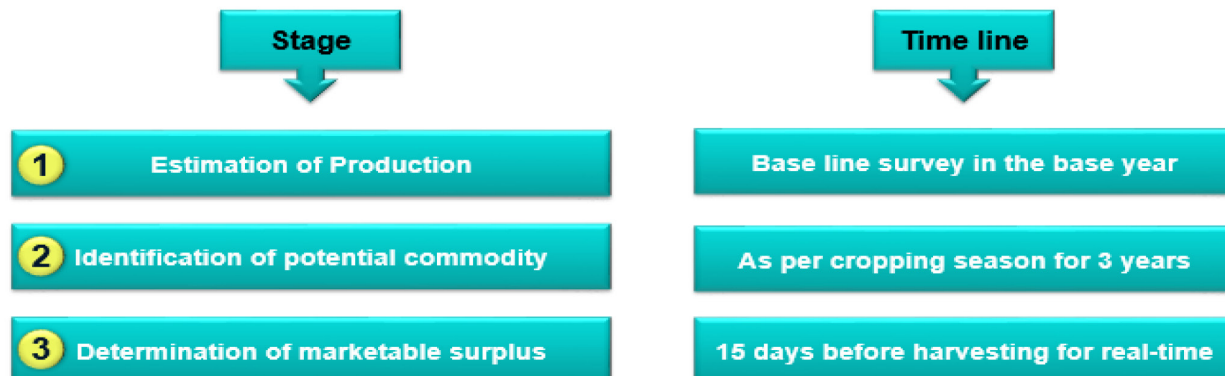 Stage
Time line
1 Estimation of Production
Base line survey in the base year
2 Identification of potential commodity
As per cropping season for 3 years
3 Determination of marketable surplus
15 days before harvesting for real-time